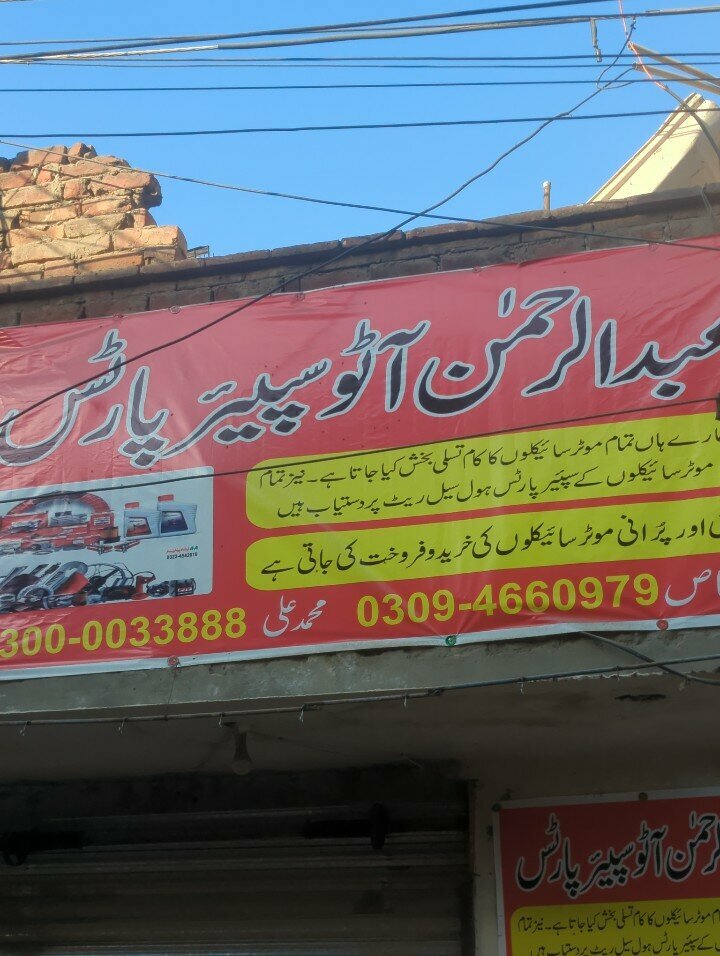 عبدالرحمٰن آٹو سپیئر پارٹس
ہاں تمام موٹر سائیکلوں کا کام تسلی بخش کیا جاتا ہے۔ نیز تمام
موٹر سائیکلوں کے سپیئر پارٹس ہول سیل ریٹ پر دستیاب ہیں
اور پرانی موٹر سائیکلوں کی خرید و فروخت کی جاتی ہے
0309-4660979 محمد علی 300-0033888
الرحمٰن آٹو سپیئر پارٹس
موٹر سائیکلوں کا کام تسلی بخش کیا جاتا ہے۔ نیز تمام
کے سپیئر پارٹس ہول سیل ریٹ پر دستیاب ہیں